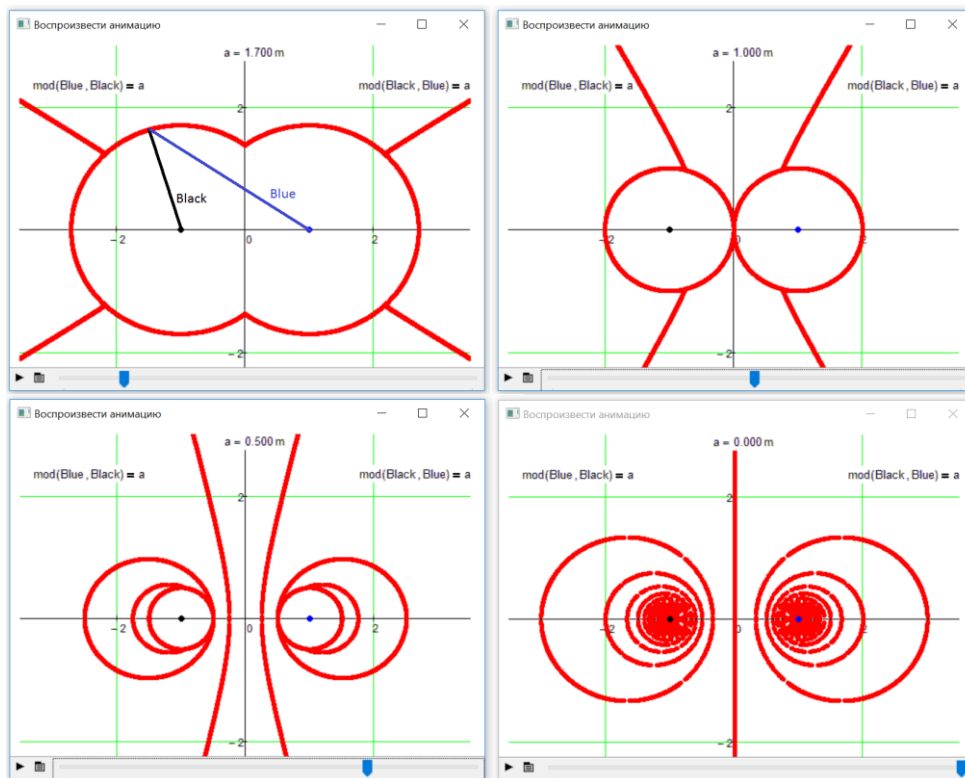 Воспроизвести анимацию
a = 1.700 m
mod(Blue, Black) = a
mod(Black, Blue) = a
2
Blue
Black
-2
0
2
-2
Воспроизвести анимацию
a = 1.000 m
mod(Blue, Black) = a
mod(Black, Blue) = a
2
-2
0
2
-2
Воспроизвести анимацию
a = 0.500 m
mod(Blue, Black) = a
mod(Black, Blue) = a
2
-2
0
2
-2
Воспроизвести анимацию
a = 0.000 m
mod(Blue, Black) = a
mod(Black, Blue) = a
2
-2
0
2
-2